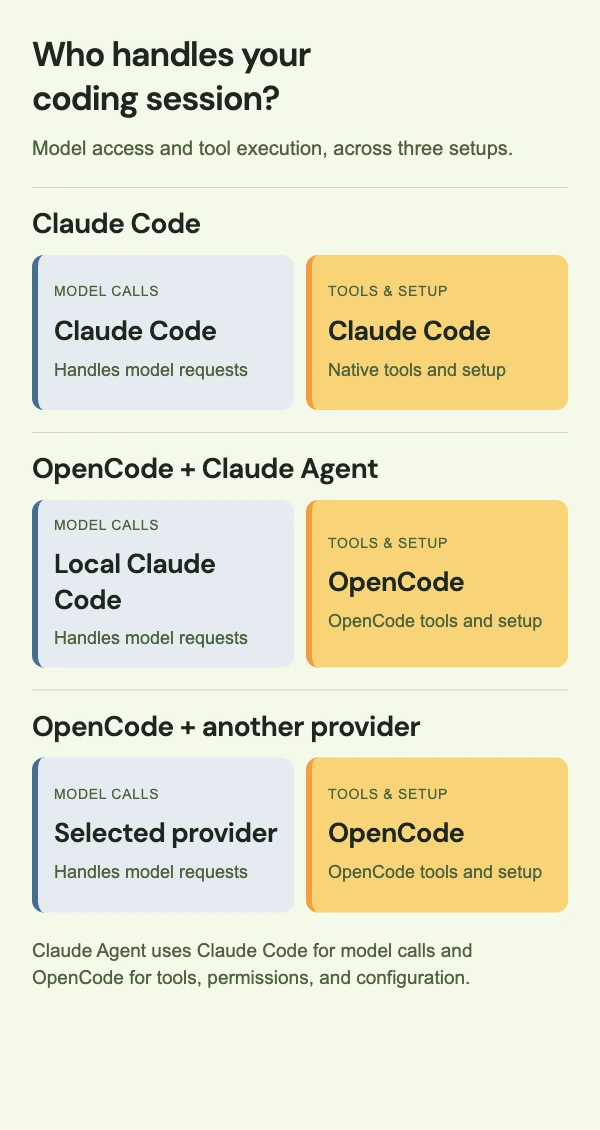 Who handles your
coding session?
Model access and tool execution, across three setups.
Claude Code
MODEL CALLS
Claude Code
Handles model requests
TOOLS & SETUP
Claude Code
Native tools and setup
OpenCode + Claude Agent
MODEL CALLS
Local Claude
Code
Handles model requests
TOOLS & SETUP
OpenCode
OpenCode tools and setup
OpenCode + another provider
MODEL CALLS
Selected provider
Handles model requests
TOOLS & SETUP
OpenCode
OpenCode tools and setup
Claude Agent uses Claude Code for model calls and
OpenCode for tools, permissions, and configuration.